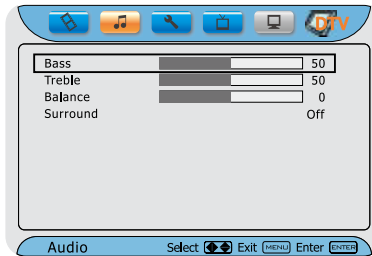 DTV
Bass 50
Treble 50
Balance 0
Surround Off
Audio Select Exit MENU Enter ENTER